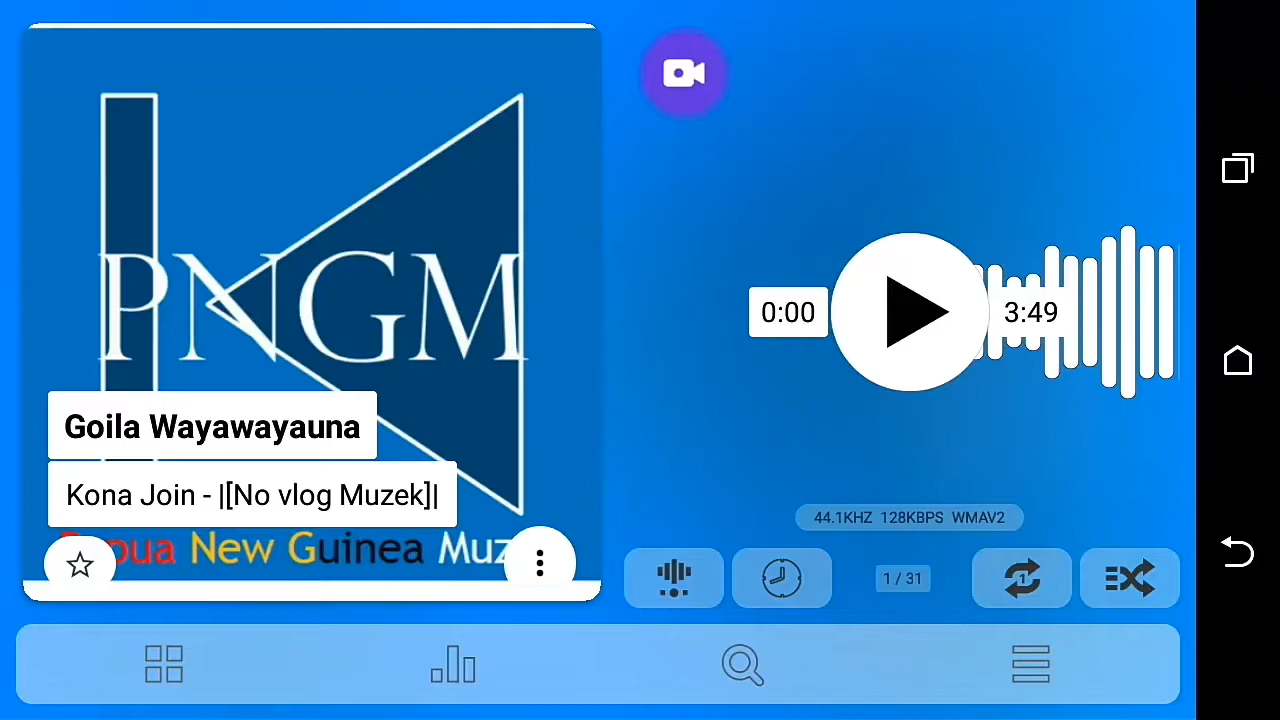 PNGM
Goila Wayawayauna
Kona Join - |[No vlog Muzek]|
New Guinea
0:00
3:49
44.1KHZ 128KBPS WMAV2
1 / 31
1